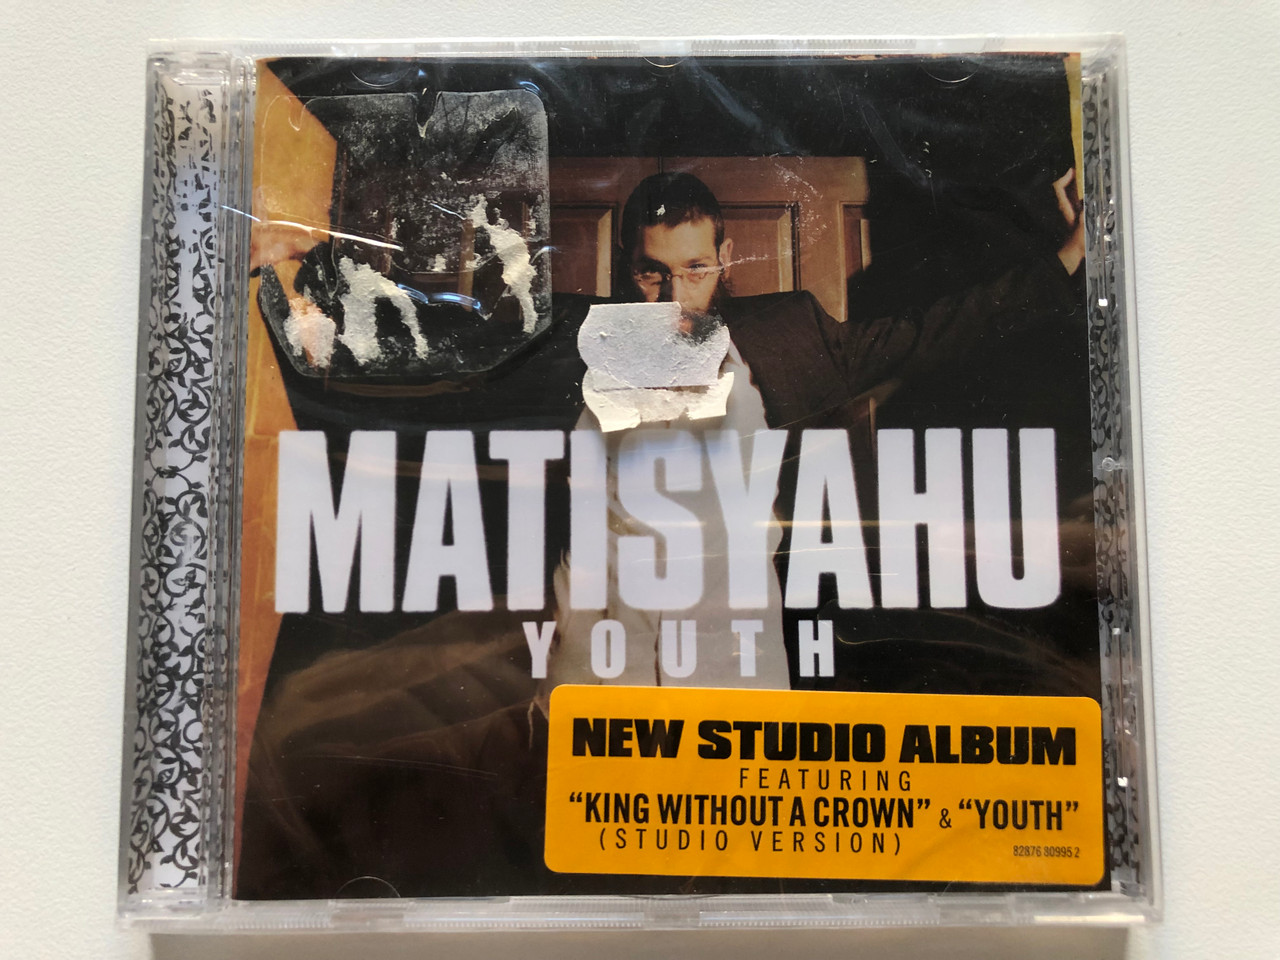 MATISYAHU
YOUTH
NEW STUDIO ALBUM
FEATURING
“KING WITHOUT A CROWN” & “YOUTH”
(STUDIO VERSION)
82876 80995 2